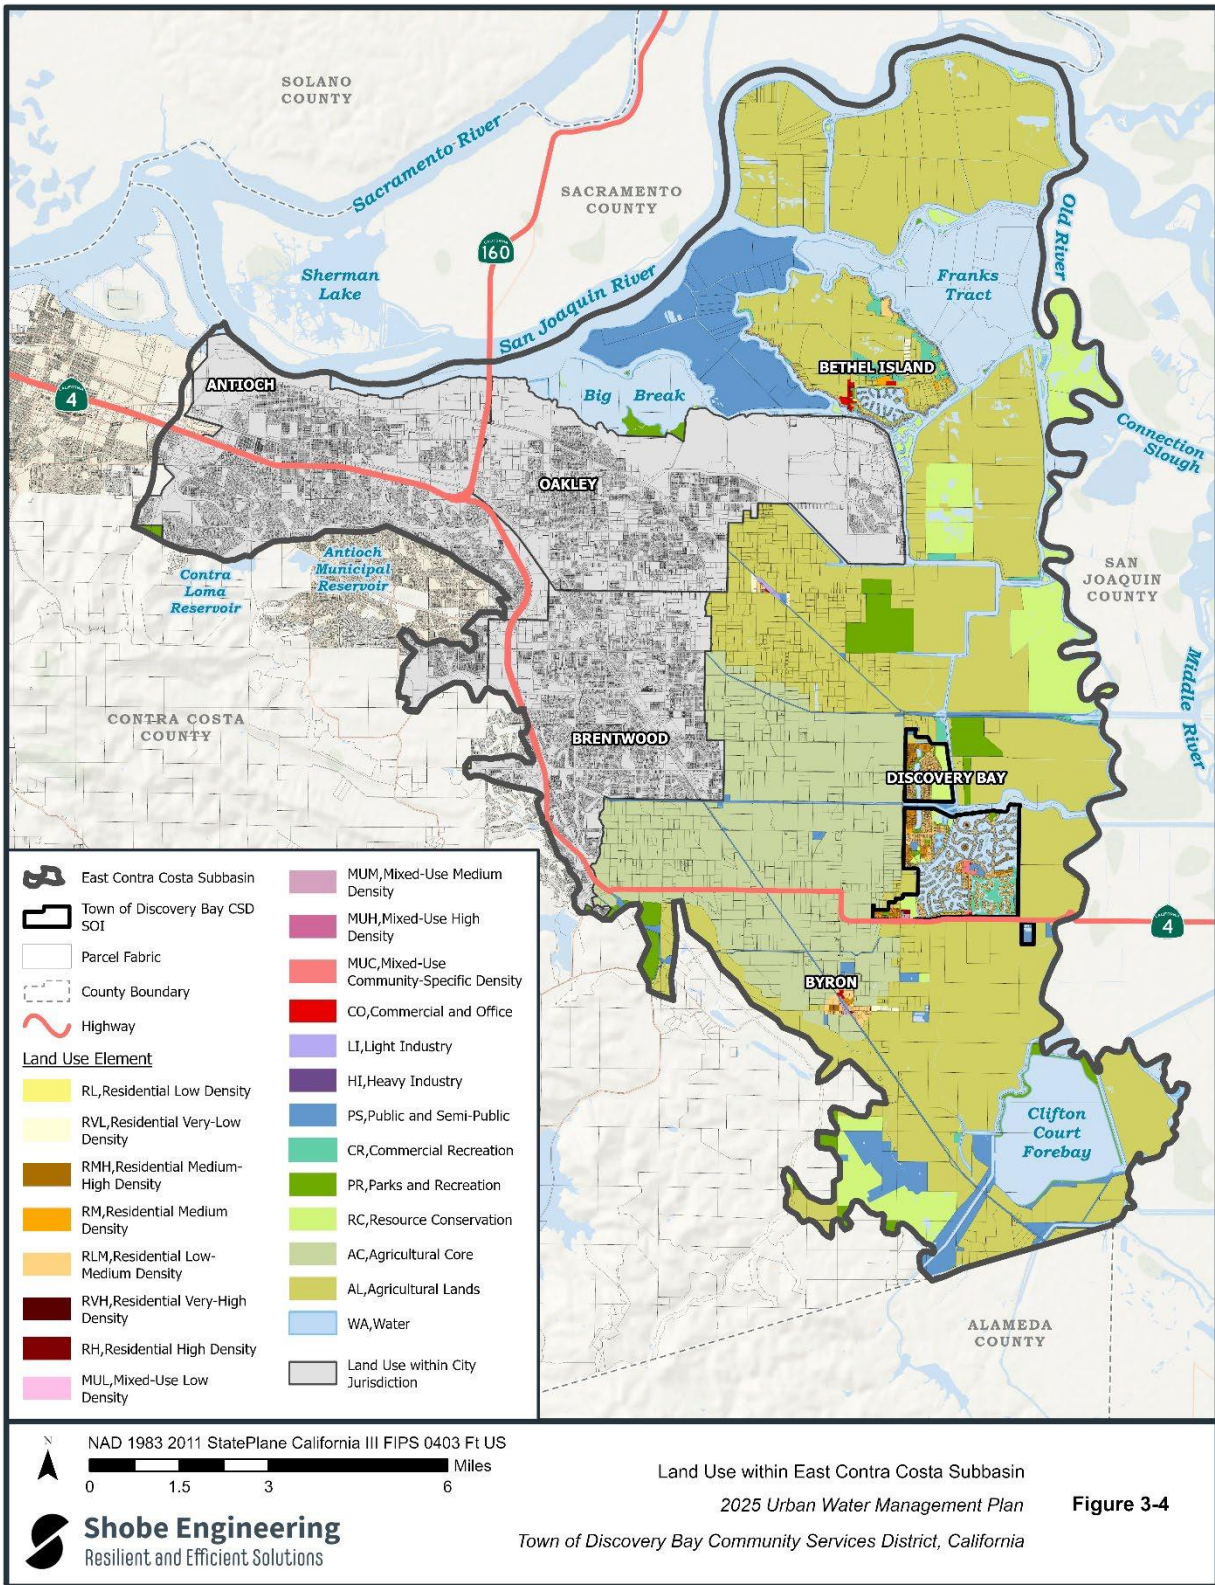 SOLANO
COUNTY
Sacramento River
SACRAMENTO
COUNTY
CALIFORNIA
160
Sherman
Lake
San Joaquin River
Old River
Franks
Tract
ANTIOCH
CALIFORNIA
4
BETHEL ISLAND
Big Break
Connection
Slough
OAKLEY
Antioch
Municipal
Reservoir
Contra
Loma
Reservoir
SAN
JOAQUIN
COUNTY
Middle River
CONTRA COSTA
COUNTY
BRENTWOOD
DISCOVERY BAY
CALIFORNIA
4
BYRON
Clifton
Court
Forebay
ALAMEDA
COUNTY
East Contra Costa Subbasin
Town of Discovery Bay CSD
SOI
Parcel Fabric
County Boundary
Highway
Land Use Element
RL,Residential Low Density
RVL,Residential Very-Low
Density
RMH,Residential Medium-
High Density
RM,Residential Medium
Density
RLM,Residential Low-
Medium Density
RVH,Residential Very-High
Density
RH,Residential High Density
MUL,Mixed-Use Low
Density
MUM,Mixed-Use Medium
Density
MUH,Mixed-Use High
Density
MUC,Mixed-Use
Community-Specific Density
CO,Commercial and Office
LI,Light Industry
HI,Heavy Industry
PS,Public and Semi-Public
CR,Commercial Recreation
PR,Parks and Recreation
RC,Resource Conservation
AC,Agricultural Core
AL,Agricultural Lands
WA,Water
Land Use within City
Jurisdiction
N
NAD 1983 2011 StatePlane California III FIPS 0403 Ft US
Miles
0 1.5 3 6
Shobe Engineering
Resilient and Efficient Solutions
Land Use within East Contra Costa Subbasin
2025 Urban Water Management Plan
Town of Discovery Bay Community Services District, California
Figure 3-4